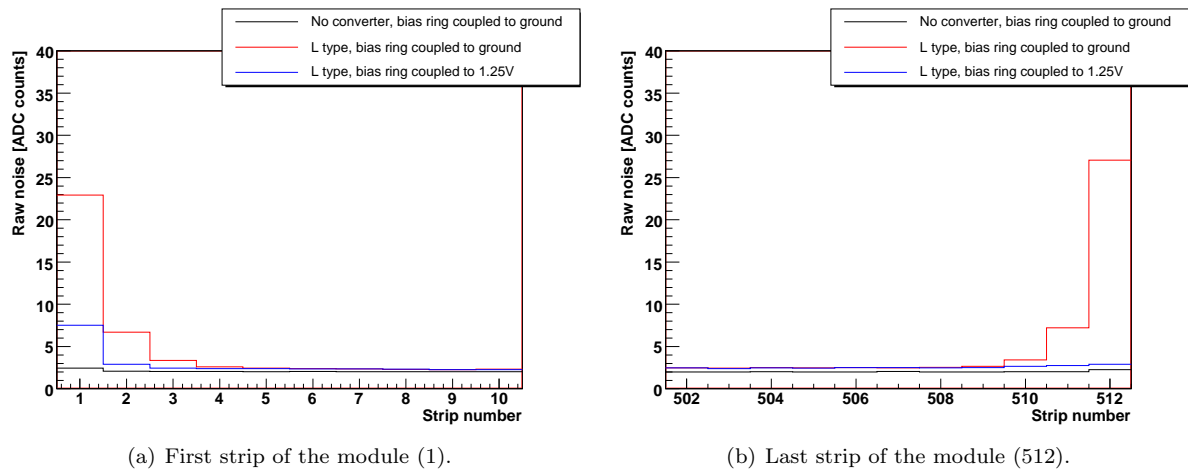 No converter, bias ring coupled to ground
L type, bias ring coupled to ground
L type, bias ring coupled to 1.25V
Raw noise [ADC counts]
40
35
30
25
20
15
10
5
0
1 2 3 4 5 6 7 8 9 10
Strip number
(a) First strip of the module (1).
No converter, bias ring coupled to ground
L type, bias ring coupled to ground
L type, bias ring coupled to 1.25V
Raw noise [ADC counts]
40
35
30
25
20
15
10
5
0
502 504 506 508 510 512
Strip number
(b) Last strip of the module (512).